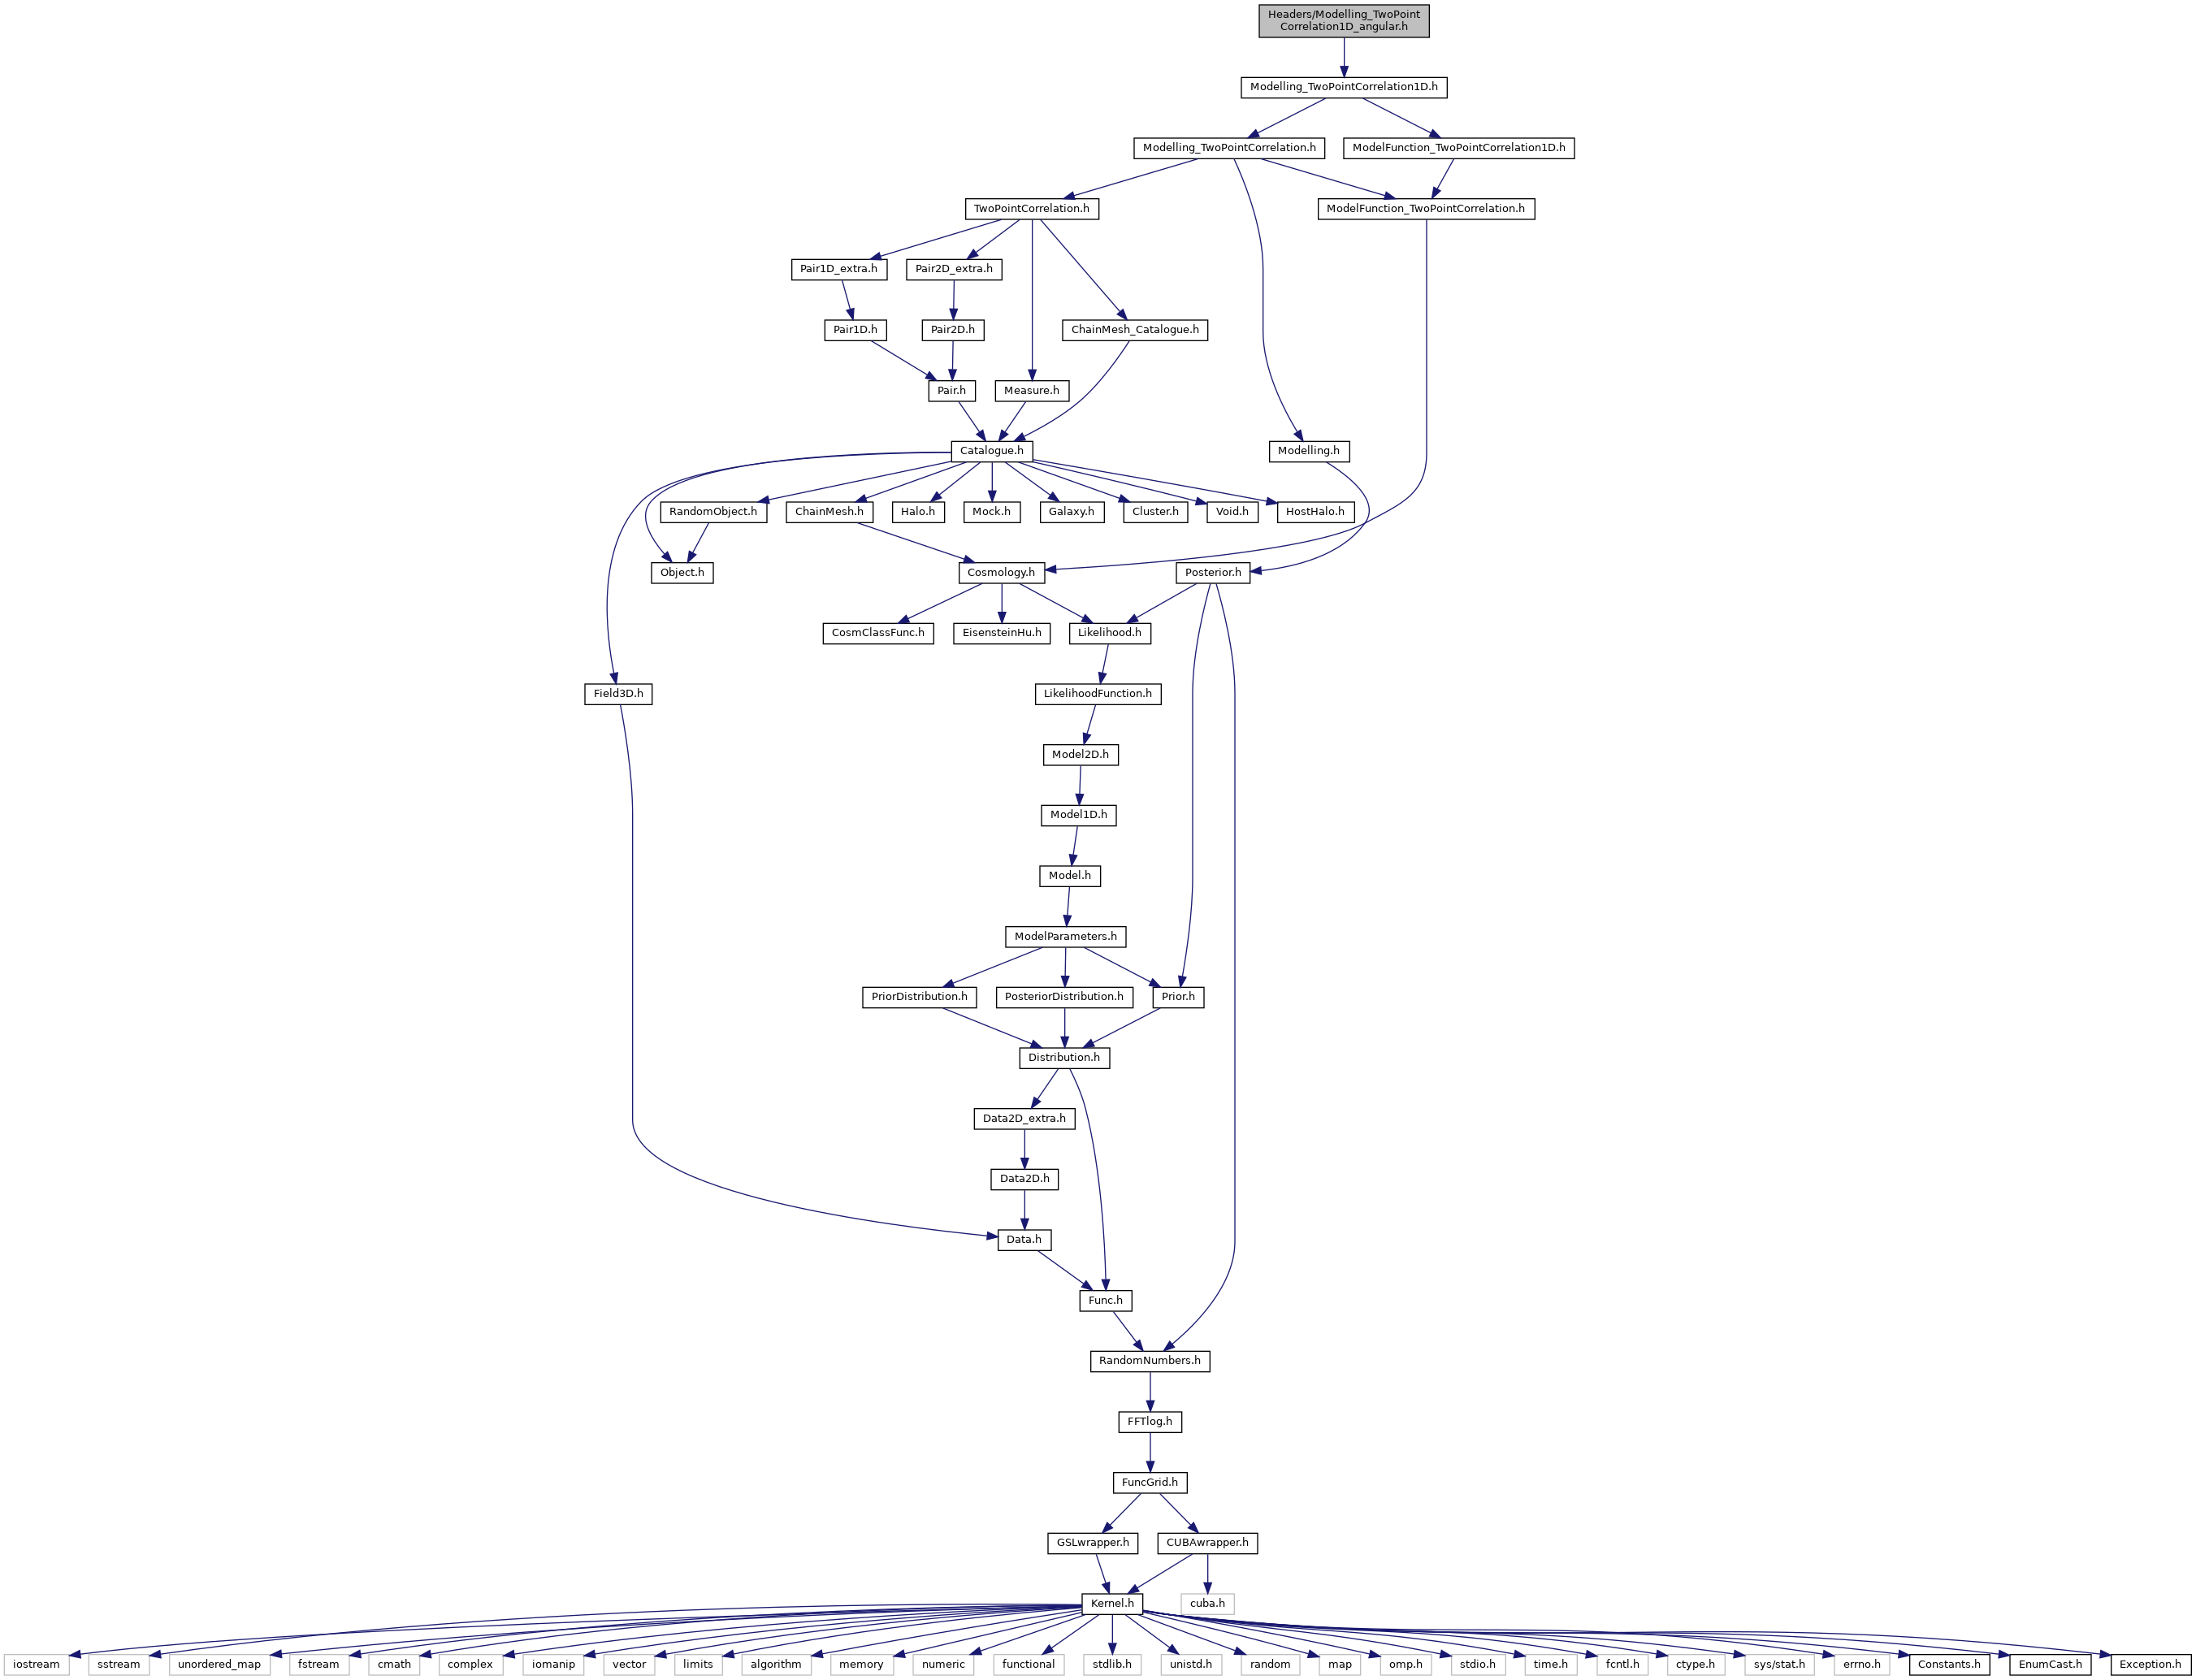 Headers/Modelling_TwoPoint
Correlation1D_angular.h
Modelling_TwoPointCorrelation1D.h
Modelling_TwoPointCorrelation.h
ModelFunction_TwoPointCorrelation1D.h
TwoPointCorrelation.h
ModelFunction_TwoPointCorrelation.h
Pair1D_extra.h
Pair2D_extra.h
Pair1D.h
Pair2D.h
ChainMesh_Catalogue.h
Pair.h
Measure.h
Catalogue.h
Modelling.h
RandomObject.h
ChainMesh.h
Halo.h
Mock.h
Galaxy.h
Cluster.h
Void.h
HostHalo.h
Object.h
Cosmology.h
Posterior.h
CosmClassFunc.h
EisensteinHu.h
Likelihood.h
Field3D.h
LikelihoodFunction.h
Model2D.h
Model1D.h
Model.h
ModelParameters.h
PriorDistribution.h
PosteriorDistribution.h
Prior.h
Distribution.h
Data2D_extra.h
Data2D.h
Data.h
Func.h
RandomNumbers.h
FFTlog.h
FuncGrid.h
GSLwrapper.h
CUBAwrapper.h
Kernel.h
cuba.h
iostream
sstream
unordered_map
fstream
cmath
complex
iomanip
vector
limits
algorithm
memory
numeric
functional
stdlib.h
unistd.h
random
map
omp.h
stdio.h
time.h
fcntl.h
ctype.h
sys/stat.h
errno.h
Constants.h
EnumCast.h
Exception.h